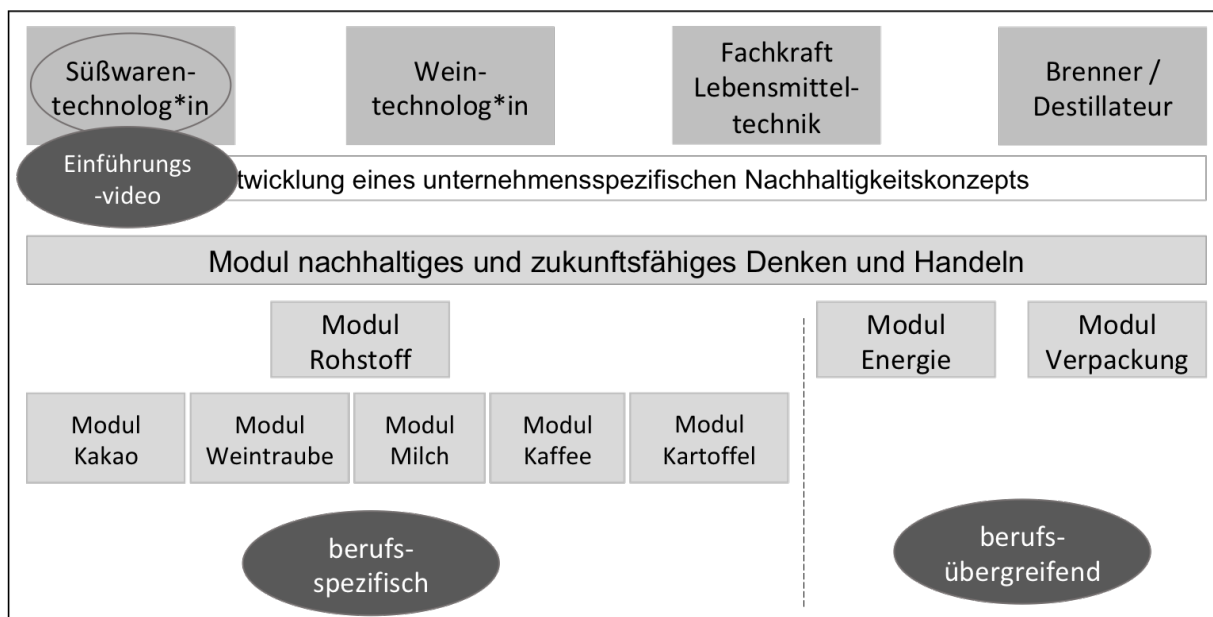 Süßwaren-
technolog*in
Wein-
technolog*in
Fachkraft
Lebensmittel-
technik
Brenner /
Destillateur
Einführungs
-video
twicklung eines unternehmensspezifischen Nachhaltigkeitskonzepts
Modul nachhaltiges und zukunftsfähiges Denken und Handeln
Modul
Rohstoff
Modul
Energie
Modul
Verpackung
Modul
Kakao
Modul
Weintraube
Modul
Milch
Modul
Kaffee
Modul
Kartoffel
berufs-
spezifisch
berufs-
übergreifend